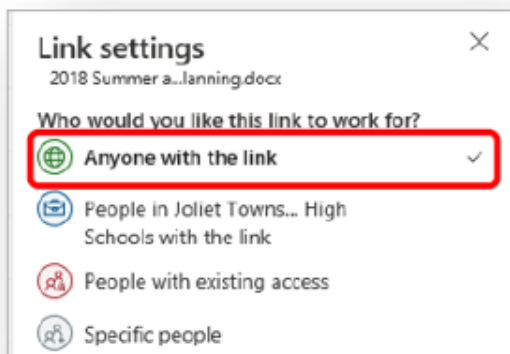 Link settings
2018 Summer a...lanning.docx
Who would you like this link to work for?
Anyone with the link
People in Joliet Towns... High
Schools with the link
People with existing access
Specific people